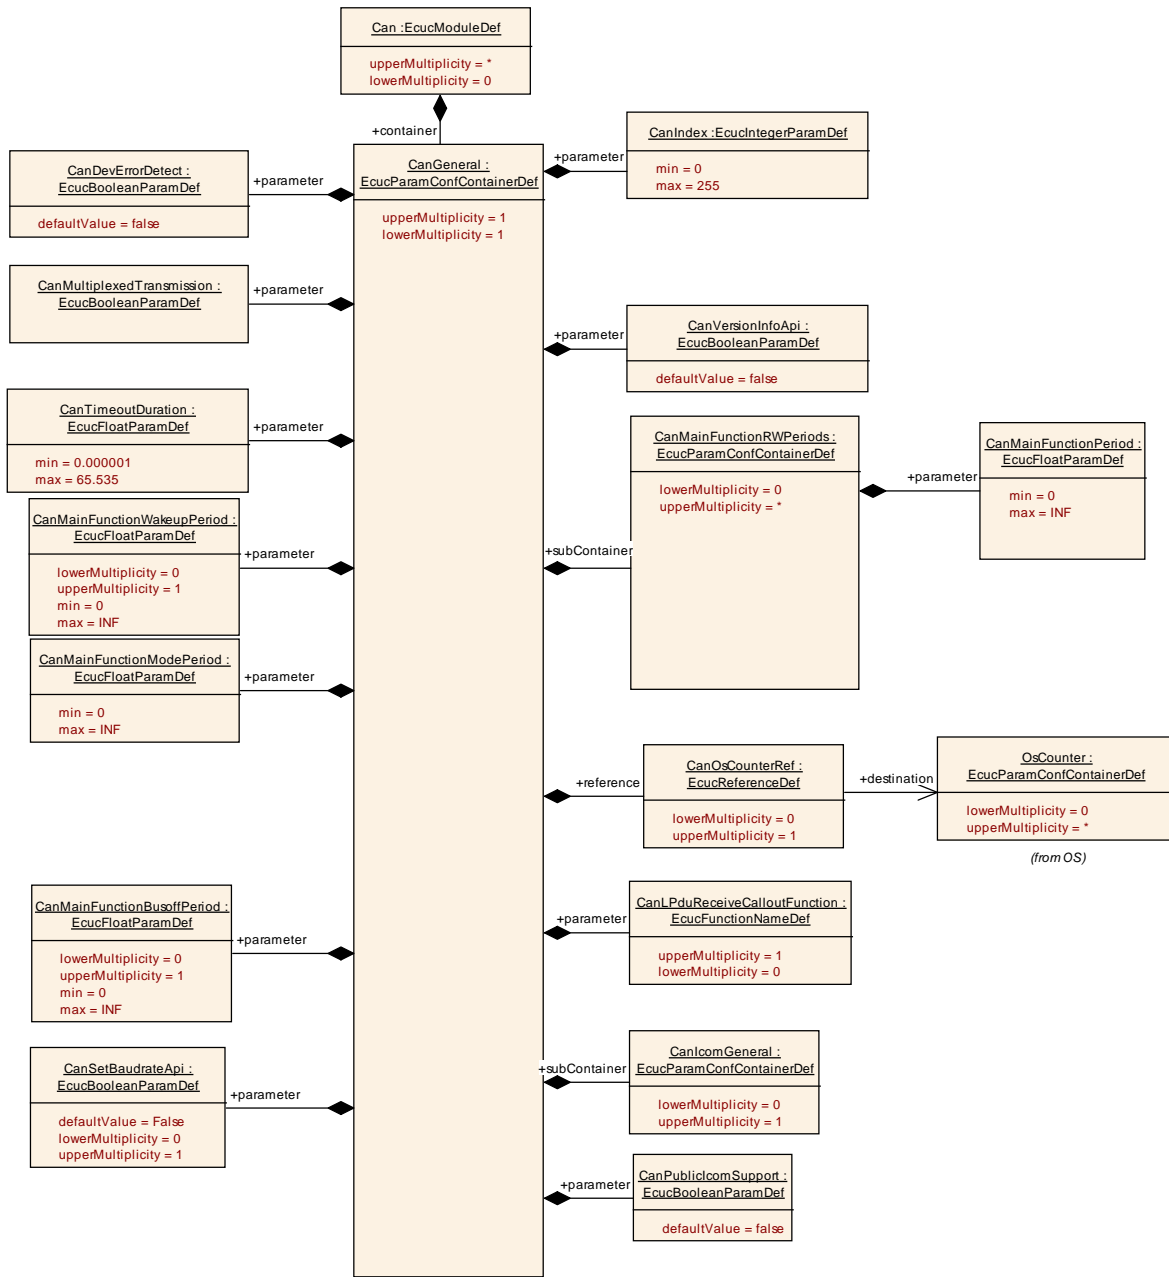 Can :EcucModuleDef
upperMultiplicity = *
lowerMultiplicity = 0
+container
CanGeneral :
EcucParamConfContainerDef
upperMultiplicity = 1
lowerMultiplicity = 1
CanDevErrorDetect :
EcucBooleanParamDef
defaultValue = false
+parameter
CanIndex :EcucIntegerParamDef
min = 0
max = 255
+parameter
CanMultiplexedTransmission :
EcucBooleanParamDef
+parameter
CanVersionInfoApi :
EcucBooleanParamDef
defaultValue = false
+parameter
CanTimeoutDuration :
EcucFloatParamDef
min = 0.000001
max = 65.535
+parameter
CanMainFunctionRWPeriods :
EcucParamConfContainerDef
lowerMultiplicity = 0
upperMultiplicity = *
+subContainer
CanMainFunctionPeriod :
EcucFloatParamDef
min = 0
max = INF
+parameter
CanMainFunctionWakeupPeriod :
EcucFloatParamDef
lowerMultiplicity = 0
upperMultiplicity = 1
min = 0
max = INF
+parameter
CanMainFunctionModePeriod :
EcucFloatParamDef
min = 0
max = INF
+parameter
CanOsCounterRef :
EcucReferenceDef
lowerMultiplicity = 0
upperMultiplicity = 1
+reference
+destination
OsCounter :
EcucParamConfContainerDef
lowerMultiplicity = 0
upperMultiplicity = *
(from OS)
CanMainFunctionBusoffPeriod :
EcucFloatParamDef
lowerMultiplicity = 0
upperMultiplicity = 1
min = 0
max = INF
+parameter
CanLPduReceiveCalloutFunction :
EcucFunctionNameDef
upperMultiplicity = 1
lowerMultiplicity = 0
+parameter
CanSetBaudrateApi :
EcucBooleanParamDef
defaultValue = False
lowerMultiplicity = 0
upperMultiplicity = 1
+parameter
CanIcomGeneral :
EcucParamConfContainerDef
lowerMultiplicity = 0
upperMultiplicity = 1
+subContainer
CanPublicIcomSupport :
EcucBooleanParamDef
defaultValue = false
+parameter